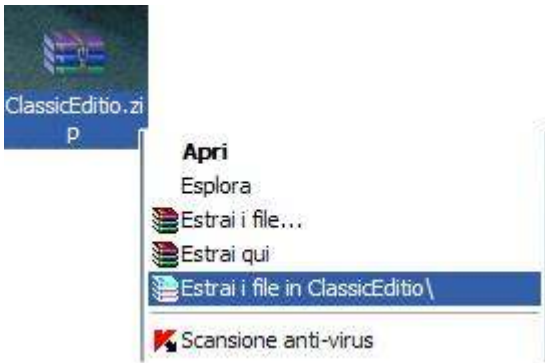 ClassicEditio.zi
p
Apri
Esplora
Estrai i file...
Estrai qui
Estrai i file in ClassicEditio\
Scansione anti-virus